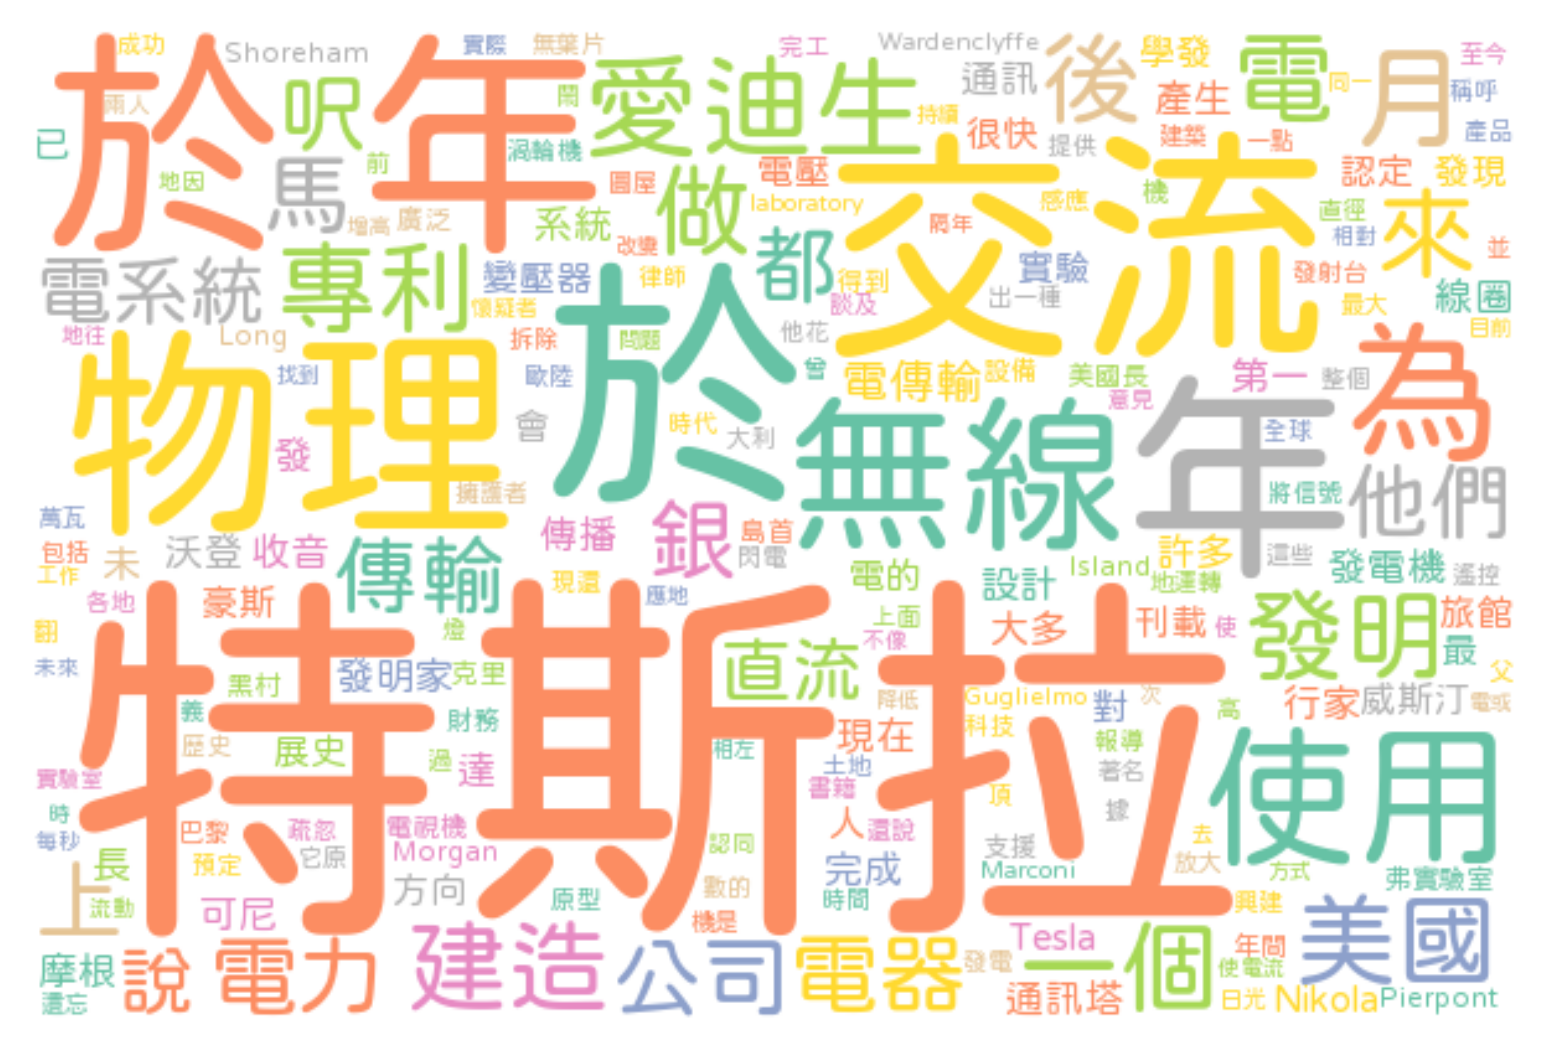 成功
Shoreham
實際
無葉片
完工
Wardenclyffe
學發
電
月
至今
兩人
於
年
呎
鬧
愛迪生
持續
通訊
後
很快
提供
產生
建築
一點
同一
稱呼
產品
已
地因
馬
前
渦輪機
圓屋
電壓
做
laboratory
交流
感應
機
認定
發現
增高
廣泛
系統
改變
都
隔年
直徑
相對
來
並
電系統
專利
變壓器
律師
懷疑者
得到
談及
實驗
出一種
發射台
最大
線圈
目前
地往
Long
拆除
問題
於
他花
物理
找到
歐陸
曾
電傳輸
設備
美國長
意見
第一
整個
為
會
時代
大利
無線
年
全球
發
擁護者
將信號
他們
萬瓦
包括
工作
未
沃登
收音
傳輸
傳播
銀
島首
閃電
電的
設計
Island
許多
地運轉
這些
發電機
遙控
各地
豪斯
現還
應地
上面
不像
大多
刊載
使
發明
旅館
最
翻
未來
特斯拉
燈
黑村
發明家
克里
直流
降低
Guglielmo
科技
對
次
高
行家
威斯汀
電或
父
義
歷史
展史
財務
過
達
相左
現在
土地
書籍
報導
著名
頂
據
使用
實驗室
時
每秒
巴黎
疏忽
它原
電視機
Morgan
認同
人
還說
去
放大
方式
長
預定
方向
原型
數的
完成
時間
支援
Marconi
弗實驗室
上
流動
可尼
機是
興建
美國
摩根
遺忘
說
電力
建造
公司
電器
發電
Tesla
通訊塔
一個
年間
使電流
日光
Nikola
Pierpont